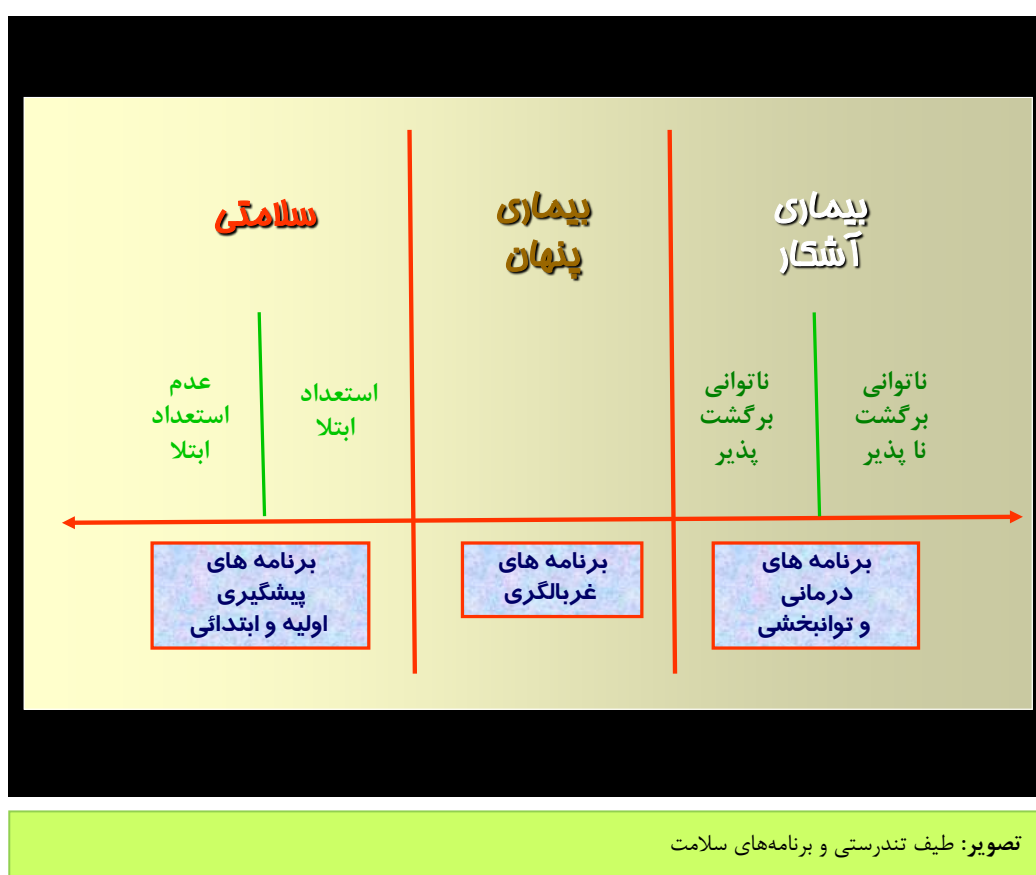 سلامتی
بیماری
پنهان
بیماری
آشکار
عدم
استعداد
ابتلا
استعداد
ابتلا
ناتوانی
برگشت
پذیر
ناتوانی
برگشت
نا پذیر
برنامه های
پیشگیری
اولیه و ابتدائی
برنامه های
غربالگری
برنامه های
درمانی
و توانبخشی
تصویر: طیف تندرستی و برنامه‌های سلامت